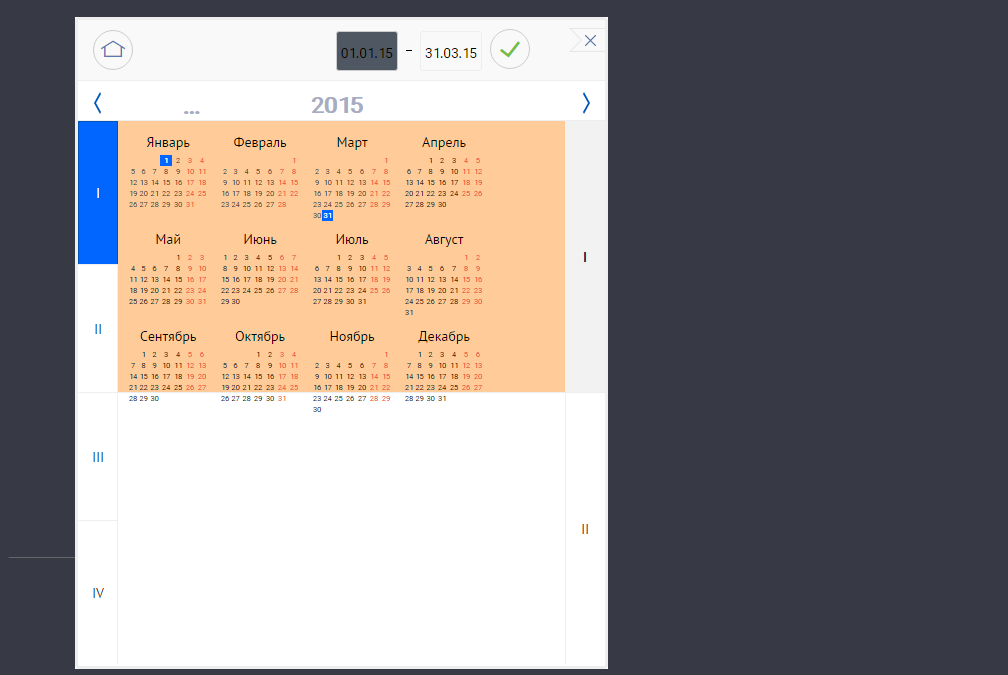 01.01.15 – 31.03.15
... 2015
I
II
III
IV
Январь
1 2 3 4
5 6 7 8 9 10 11
12 13 14 15 16 17 18
19 20 21 22 23 24 25
26 27 28 29 30 31
Февраль
1
2 3 4 5 6 7 8
9 10 11 12 13 14 15
16 17 18 19 20 21 22
23 24 25 26 27 28
Март
1
2 3 4 5 6 7 8
9 10 11 12 13 14 15
16 17 18 19 20 21 22
23 24 25 26 27 28 29
30 31
Апрель
1 2 3 4 5
6 7 8 9 10 11 12
13 14 15 16 17 18 19
20 21 22 23 24 25 26
27 28 29 30
Май
1 2 3
4 5 6 7 8 9 10
11 12 13 14 15 16 17
18 19 20 21 22 23 24
25 26 27 28 29 30 31
Июнь
1 2 3 4 5 6 7
8 9 10 11 12 13 14
15 16 17 18 19 20 21
22 23 24 25 26 27 28
29 30
Июль
1 2 3 4 5
6 7 8 9 10 11 12
13 14 15 16 17 18 19
20 21 22 23 24 25 26
27 28 29 30 31
Август
1 2
3 4 5 6 7 8 9
10 11 12 13 14 15 16
17 18 19 20 21 22 23
24 25 26 27 28 29 30
31
Сентябрь
1 2 3 4 5 6
7 8 9 10 11 12 13
14 15 16 17 18 19 20
21 22 23 24 25 26 27
28 29 30
Октябрь
1 2 3 4
5 6 7 8 9 10 11
12 13 14 15 16 17 18
19 20 21 22 23 24 25
26 27 28 29 30 31
Ноябрь
1
2 3 4 5 6 7 8
9 10 11 12 13 14 15
16 17 18 19 20 21 22
23 24 25 26 27 28 29
30
Декабрь
1 2 3 4 5 6
7 8 9 10 11 12 13
14 15 16 17 18 19 20
21 22 23 24 25 26 27
28 29 30 31
I
II